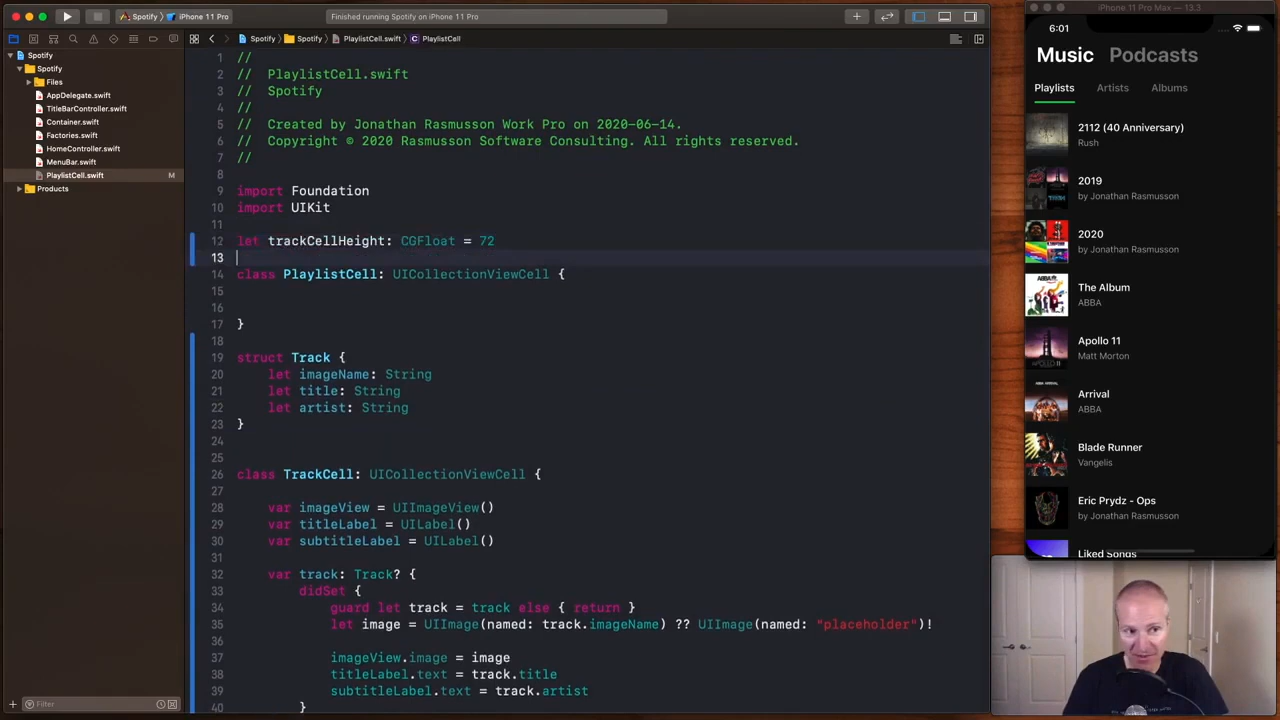 Spotify
iPhone 11 Pro
Finished running Spotify on iPhone 11 Pro
Spotify
Spotify
PlaylistCell.swift
PlaylistCell
Spotify
Spotify
Files
AppDelegate.swift
TitleBarController.swift
Container.swift
Factories.swift
HomeController.swift
MenuBar.swift
PlaylistCell.swift
M
Products
Filter
1 //
2 // PlaylistCell.swift
3 // Spotify
4 //
5 // Created by Jonathan Rasmusson Work Pro on 2020-06-14.
6 // Copyright © 2020 Rasmusson Software Consulting. All rights reserved.
7 //
8
9 import Foundation
10 import UIKit
11
12 let trackCellHeight: CGFloat = 72
13
14 class PlaylistCell: UICollectionViewCell {
15
16
17 }
18
19 struct Track {
20 let imageName: String
21 let title: String
22 let artist: String
23 }
24
25
26 class TrackCell: UICollectionViewCell {
27
28 var imageView = UIImageView()
29 var titleLabel = UILabel()
30 var subtitleLabel = UILabel()
31
32 var track: Track? {
33 didSet {
34 guard let track = track else { return }
35 let image = UIImage(named: track.imageName) ?? UIImage(named: "placeholder")!
36
37 imageView.image = image
38 titleLabel.text = track.title
39 subtitleLabel.text = track.artist
40 }
iPhone 11 Pro Max — 13.3
6:01
Music Podcasts
Playlists Artists Albums
2112 (40 Anniversary)
Rush
2019
by Jonathan Rasmusson
2020
by Jonathan Rasmusson
The Album
ABBA
Apollo 11
Matt Morton
Arrival
ABBA
Blade Runner
Vangelis
Eric Prydz - Ops
by Jonathan Rasmusson
Liked Songs